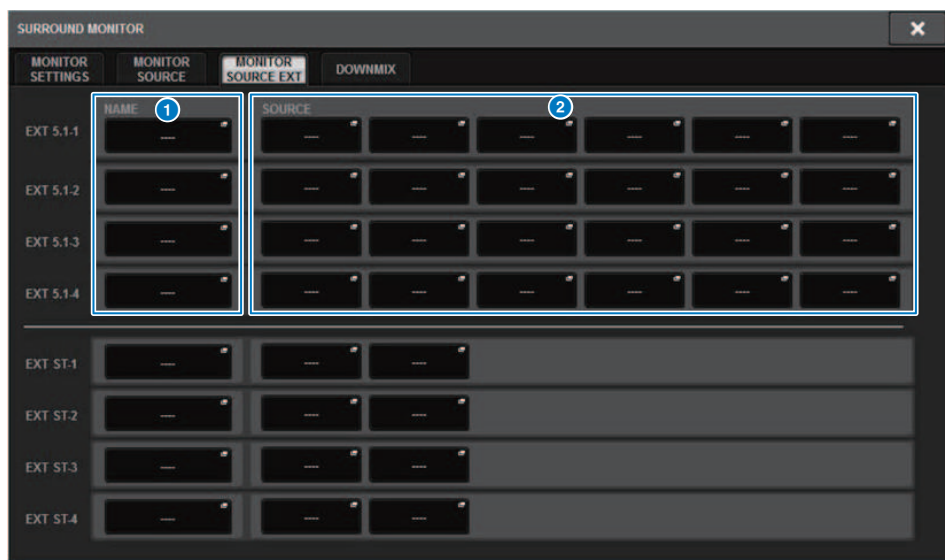 SURROUND MONITOR
MONITOR SETTINGS
MONITOR SOURCE
MONITOR SOURCE EXT
DOWNMIX
NAME 1 SOURCE 2
EXT 5.1-1 ---- ---- ---- ---- ---- ---- ----
EXT 5.1-2 ---- ---- ---- ---- ---- ---- ----
EXT 5.1-3 ---- ---- ---- ---- ---- ---- ----
EXT 5.1-4 ---- ---- ---- ---- ---- ---- ----
EXT ST-1 ---- ---- ----
EXT ST-2 ---- ---- ----
EXT ST-3 ---- ---- ----
EXT ST-4 ---- ---- ----